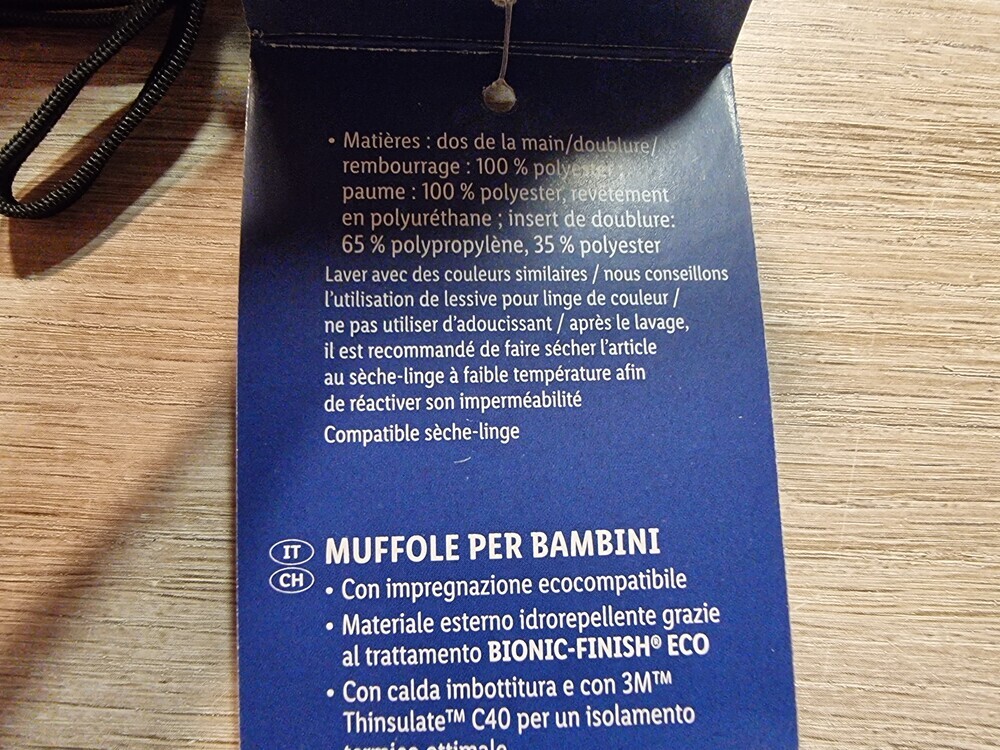 • Matières : dos de la main/doublure/
rembourrage : 100 % polyester ;
paume : 100 % polyester, revêtement
en polyuréthane ; insert de doublure:
65 % polypropylène, 35 % polyester
Laver avec des couleurs similaires / nous conseillons
l'utilisation de lessive pour linge de couleur /
ne pas utiliser d'adoucissant / après le lavage,
il est recommandé de faire sécher l'article
au sèche-linge à faible température afin
de réactiver son imperméabilité
Compatible sèche-linge
IT MUFFOLE PER BAMBINI
CH
• Con impregnazione ecocompatibile
• Materiale esterno idrorepellente grazie
al trattamento BIONIC-FINISH® ECO
• Con calda imbottitura e con 3M™
Thinsulate™ C40 per un isolamento
termico ottimale